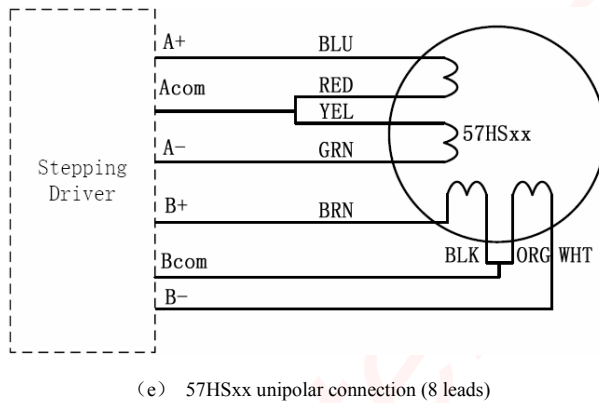 A+ BLU
Acom RED
YEL
57HSxx
A- GRN
Stepping
Driver
B+ BRN
BLK ORG WHT
Bcom
B-
（e） 57HSxx unipolar connection (8 leads)